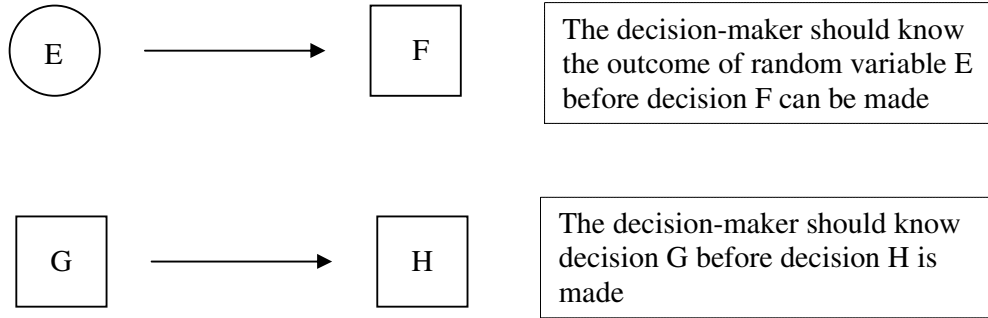 E
F
The decision-maker should know
the outcome of random variable E
before decision F can be made
G
H
The decision-maker should know
decision G before decision H is
made